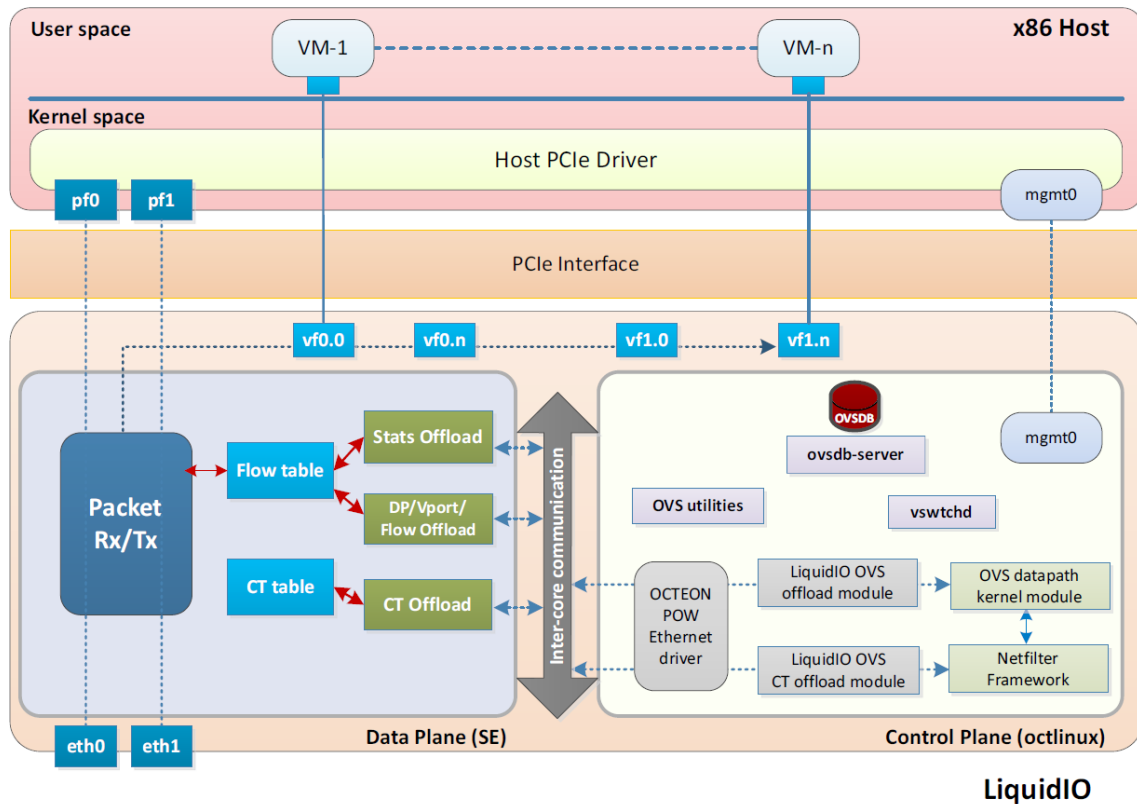 User space
x86 Host
VM-1
VM-n
Kernel space
Host PCIe Driver
pf0
pf1
mgmt0
PCIe Interface
vf0.0
vf0.n
vf1.0
vf1.n
OVSDB
mgmt0
Stats Offload
ovsdb-server
Flow table
Packet
Rx/Tx
DP/Vport/
Flow Offload
OVS utilities
vswtchd
Inter-core communication
CT table
CT Offload
OCTEON
POW
Ethernet
driver
LiquidIO OVS
offload module
OVS datapath
kernel module
LiquidIO OVS
CT offload module
Netfilter
Framework
eth0
eth1
Data Plane (SE)
Control Plane (octlinux)
LiquidIO